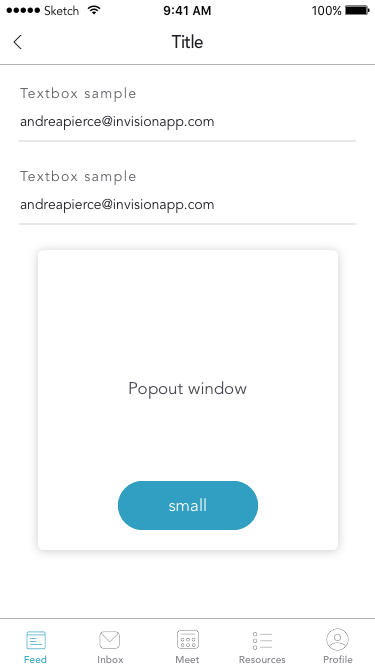 Sketch 9:41 AM 100%
Title
Textbox sample
andreapierce@invisionapp.com
Textbox sample
andreapierce@invisionapp.com
Popout window
small
Feed Inbox Meet Resources Profile